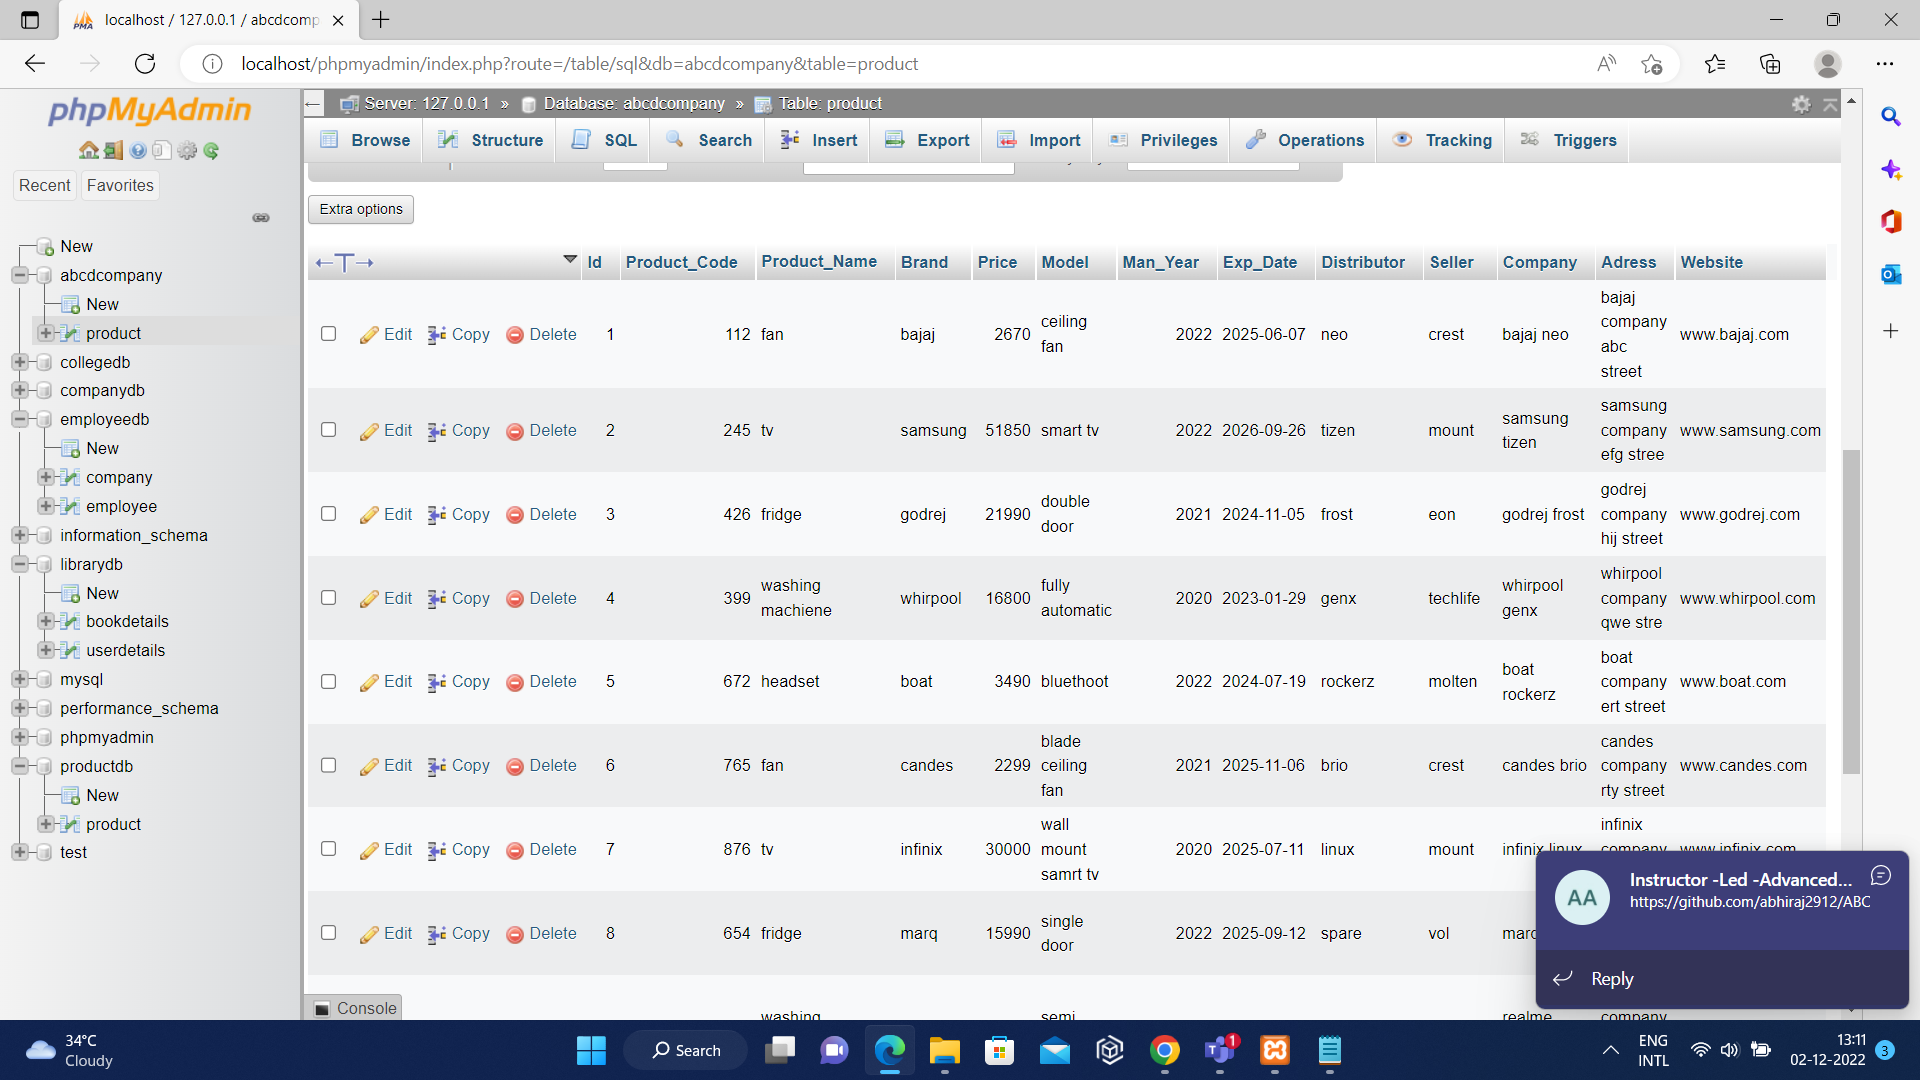 localhost / 127.0.0.1 / abcdcomp
localhost/phpmyadmin/index.php?route=/table/sql&db=abcdcompany&table=product
phpMyAdmin
Recent Favorites
New
abcdcompany
New
product
collegedb
companydb
employeedb
New
company
employee
information_schema
librarydb
New
bookdetails
userdetails
mysql
performance_schema
phpmyadmin
productdb
New
product
test
Server: 127.0.0.1 » Database: abcdcompany » Table: product
Browse Structure SQL Search Insert Export Import Privileges Operations Tracking Triggers
Extra options
←T→ Id Product_Code Product_Name Brand Price Model Man_Year Exp_Date Distributor Seller Company Adress Website
Edit Copy Delete 1 112 fan bajaj 2670 ceiling fan 2022 2025-06-07 neo crest bajaj neo bajaj company abc street www.bajaj.com
Edit Copy Delete 2 245 tv samsung 51850 smart tv 2022 2026-09-26 tizen mount samsung tizen samsung company efg stree www.samsung.com
Edit Copy Delete 3 426 fridge godrej 21990 double door 2021 2024-11-05 frost eon godrej frost godrej company hij street www.godrej.com
Edit Copy Delete 4 399 washing machiene whirpool 16800 fully automatic 2020 2023-01-29 genx techlife whirpool genx whirpool company qwe stre www.whirpool.com
Edit Copy Delete 5 672 headset boat 3490 bluethoot 2022 2024-07-19 rockerz molten boat rockerz boat company ert street www.boat.com
Edit Copy Delete 6 765 fan candes 2299 blade ceiling fan 2021 2025-11-06 brio crest candes brio candes company rty street www.candes.com
Edit Copy Delete 7 876 tv infinix 30000 wall mount samrt tv 2020 2025-07-11 linux mount infinix linux infinix company www.infinix.com
Edit Copy Delete 8 654 fridge marq 15990 single door 2022 2025-09-12 spare vol marq
washing semi realme company
Console
AA
Instructor -Led -Advanced...
https://github.com/abhiraj2912/ABC
Reply
34°C
Cloudy
Search
1
ENG
INTL
13:11
02-12-2022
3